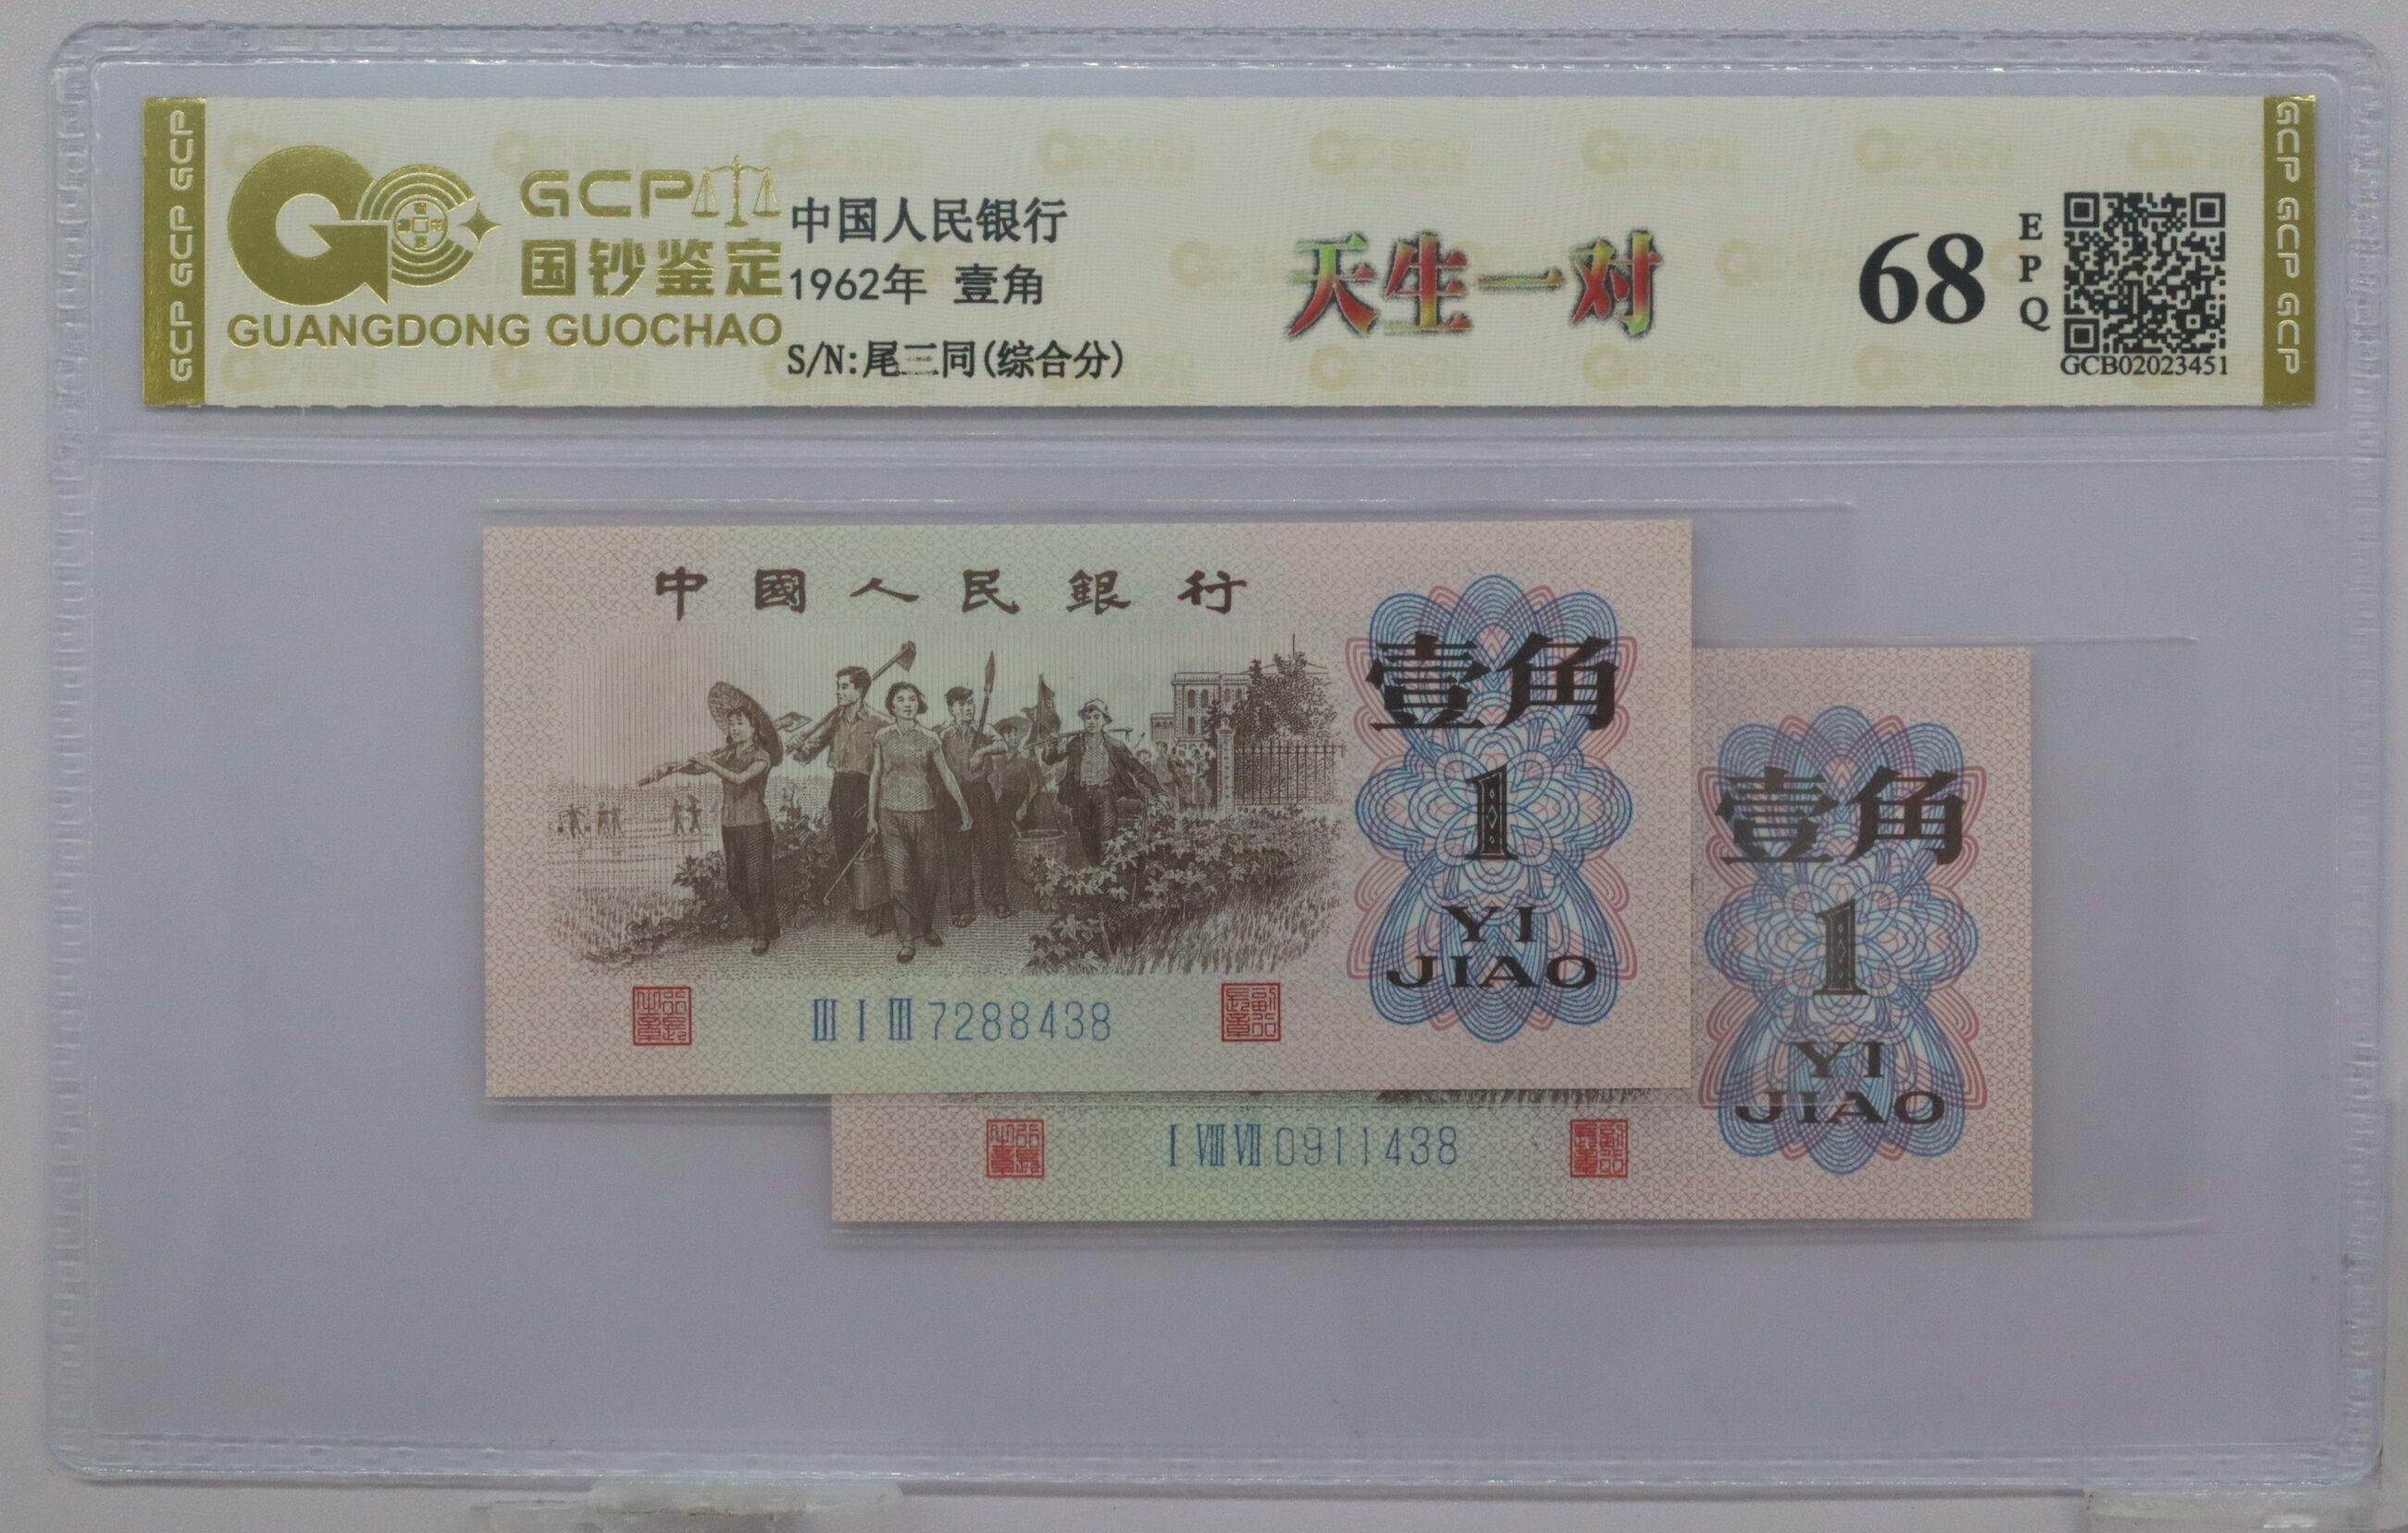 GCP GCP GCP
GCP
国钞鉴定
GUANGDONG GUOCHAO
中国人民银行
1962年 壹角
S/N:尾三同(综合分)
天生一对
68
EPQ
GCB02023451
GCP GCP GCP
中國人民銀行
壹角
1
YI
JIAO
III I III 7288438
壹角
1
YI
JIAO
I VIII VII 0911438